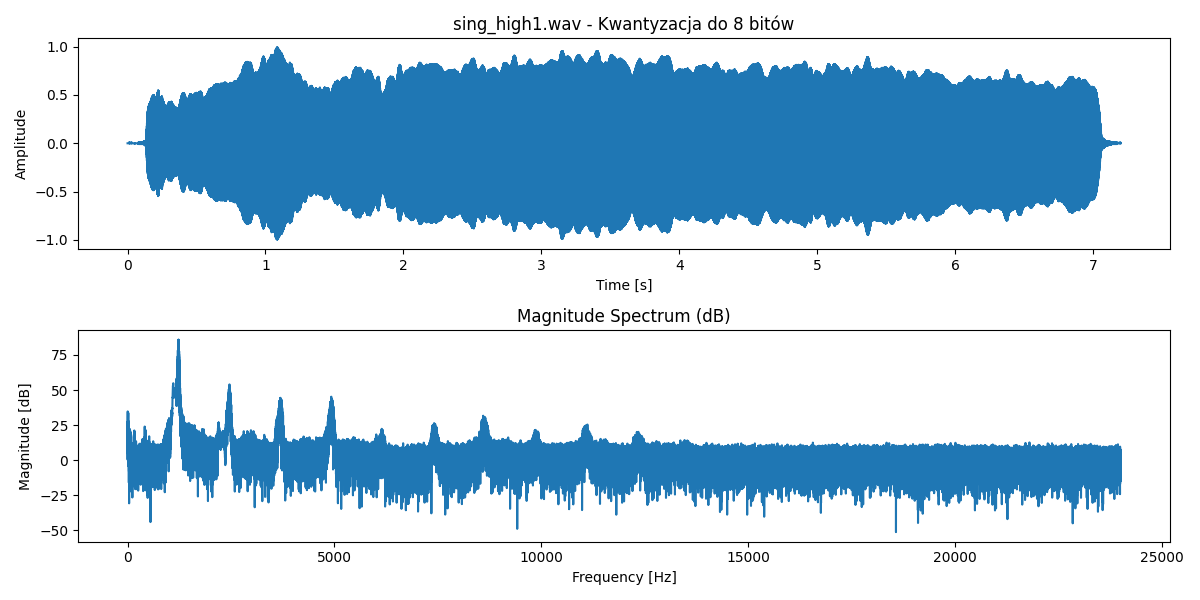 sing_high1.wav - Kwantyzacja do 8 bitów
1.0
0.5
0.0
−0.5
−1.0
Amplitude
0 1 2 3 4 5 6 7
Time [s]
Magnitude Spectrum (dB)
75
50
25
0
−25
−50
Magnitude [dB]
0 5000 10000 15000 20000 25000
Frequency [Hz]